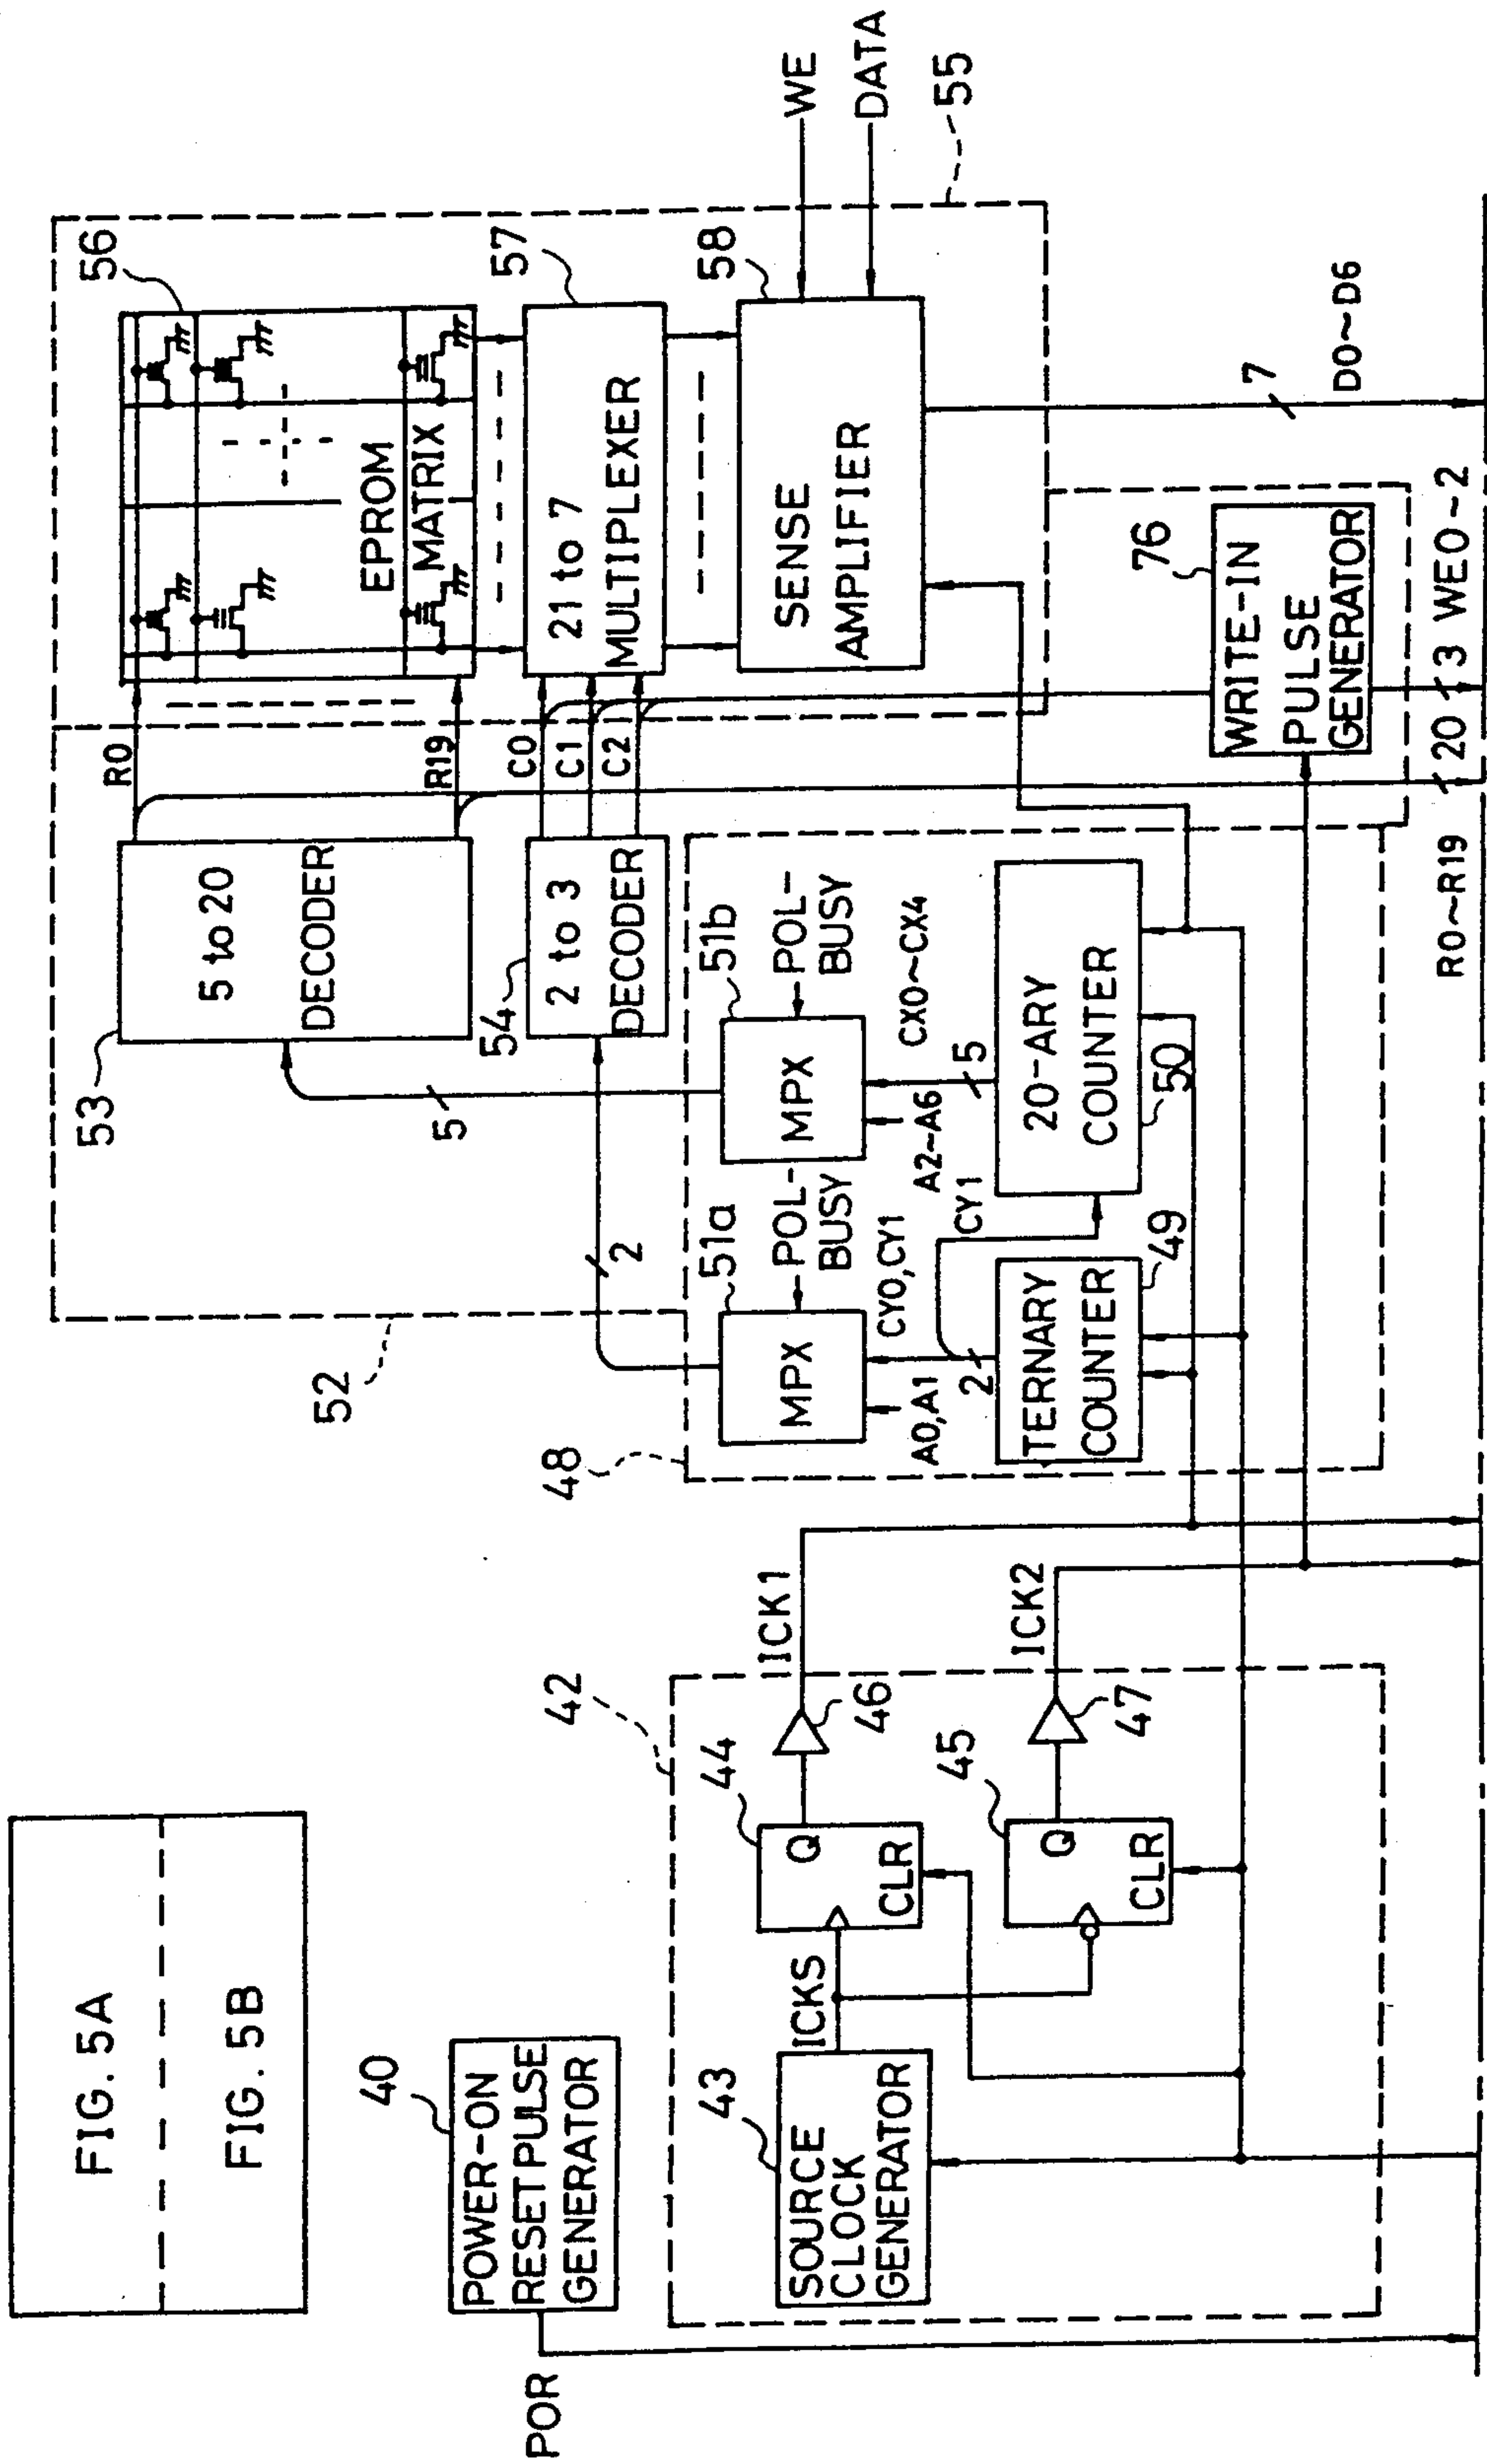 FIG. 5A
FIG. 5B
40
POWER-ON
RESET PULSE
GENERATOR
POR
42
43
SOURCE
CLOCK
GENERATOR
ICKS
44
Q
CLR
45
Q
CLR
46
47
ICK1
ICK2
48
52
53
5 to 20
DECODER
54
2 to 3
DECODER
5
2
51a
MPX
POL-
BUSY
51b
MPX
POL-
BUSY
A0,A1
CY0,CY1
2
CY1
A2~A6
CX0~CX4
5
TERNARY
COUNTER
49
20-ARY
COUNTER
50
R0
R19
C0
C1
C2
56
EPROM
MATRIX
57
21 to 7
MULTIPLEXER
58
SENSE
AMPLIFIER
WE
DATA
55
76
WRITE-IN
PULSE
GENERATOR
R0~R19
20
3 WE0~2
7
D0~D6